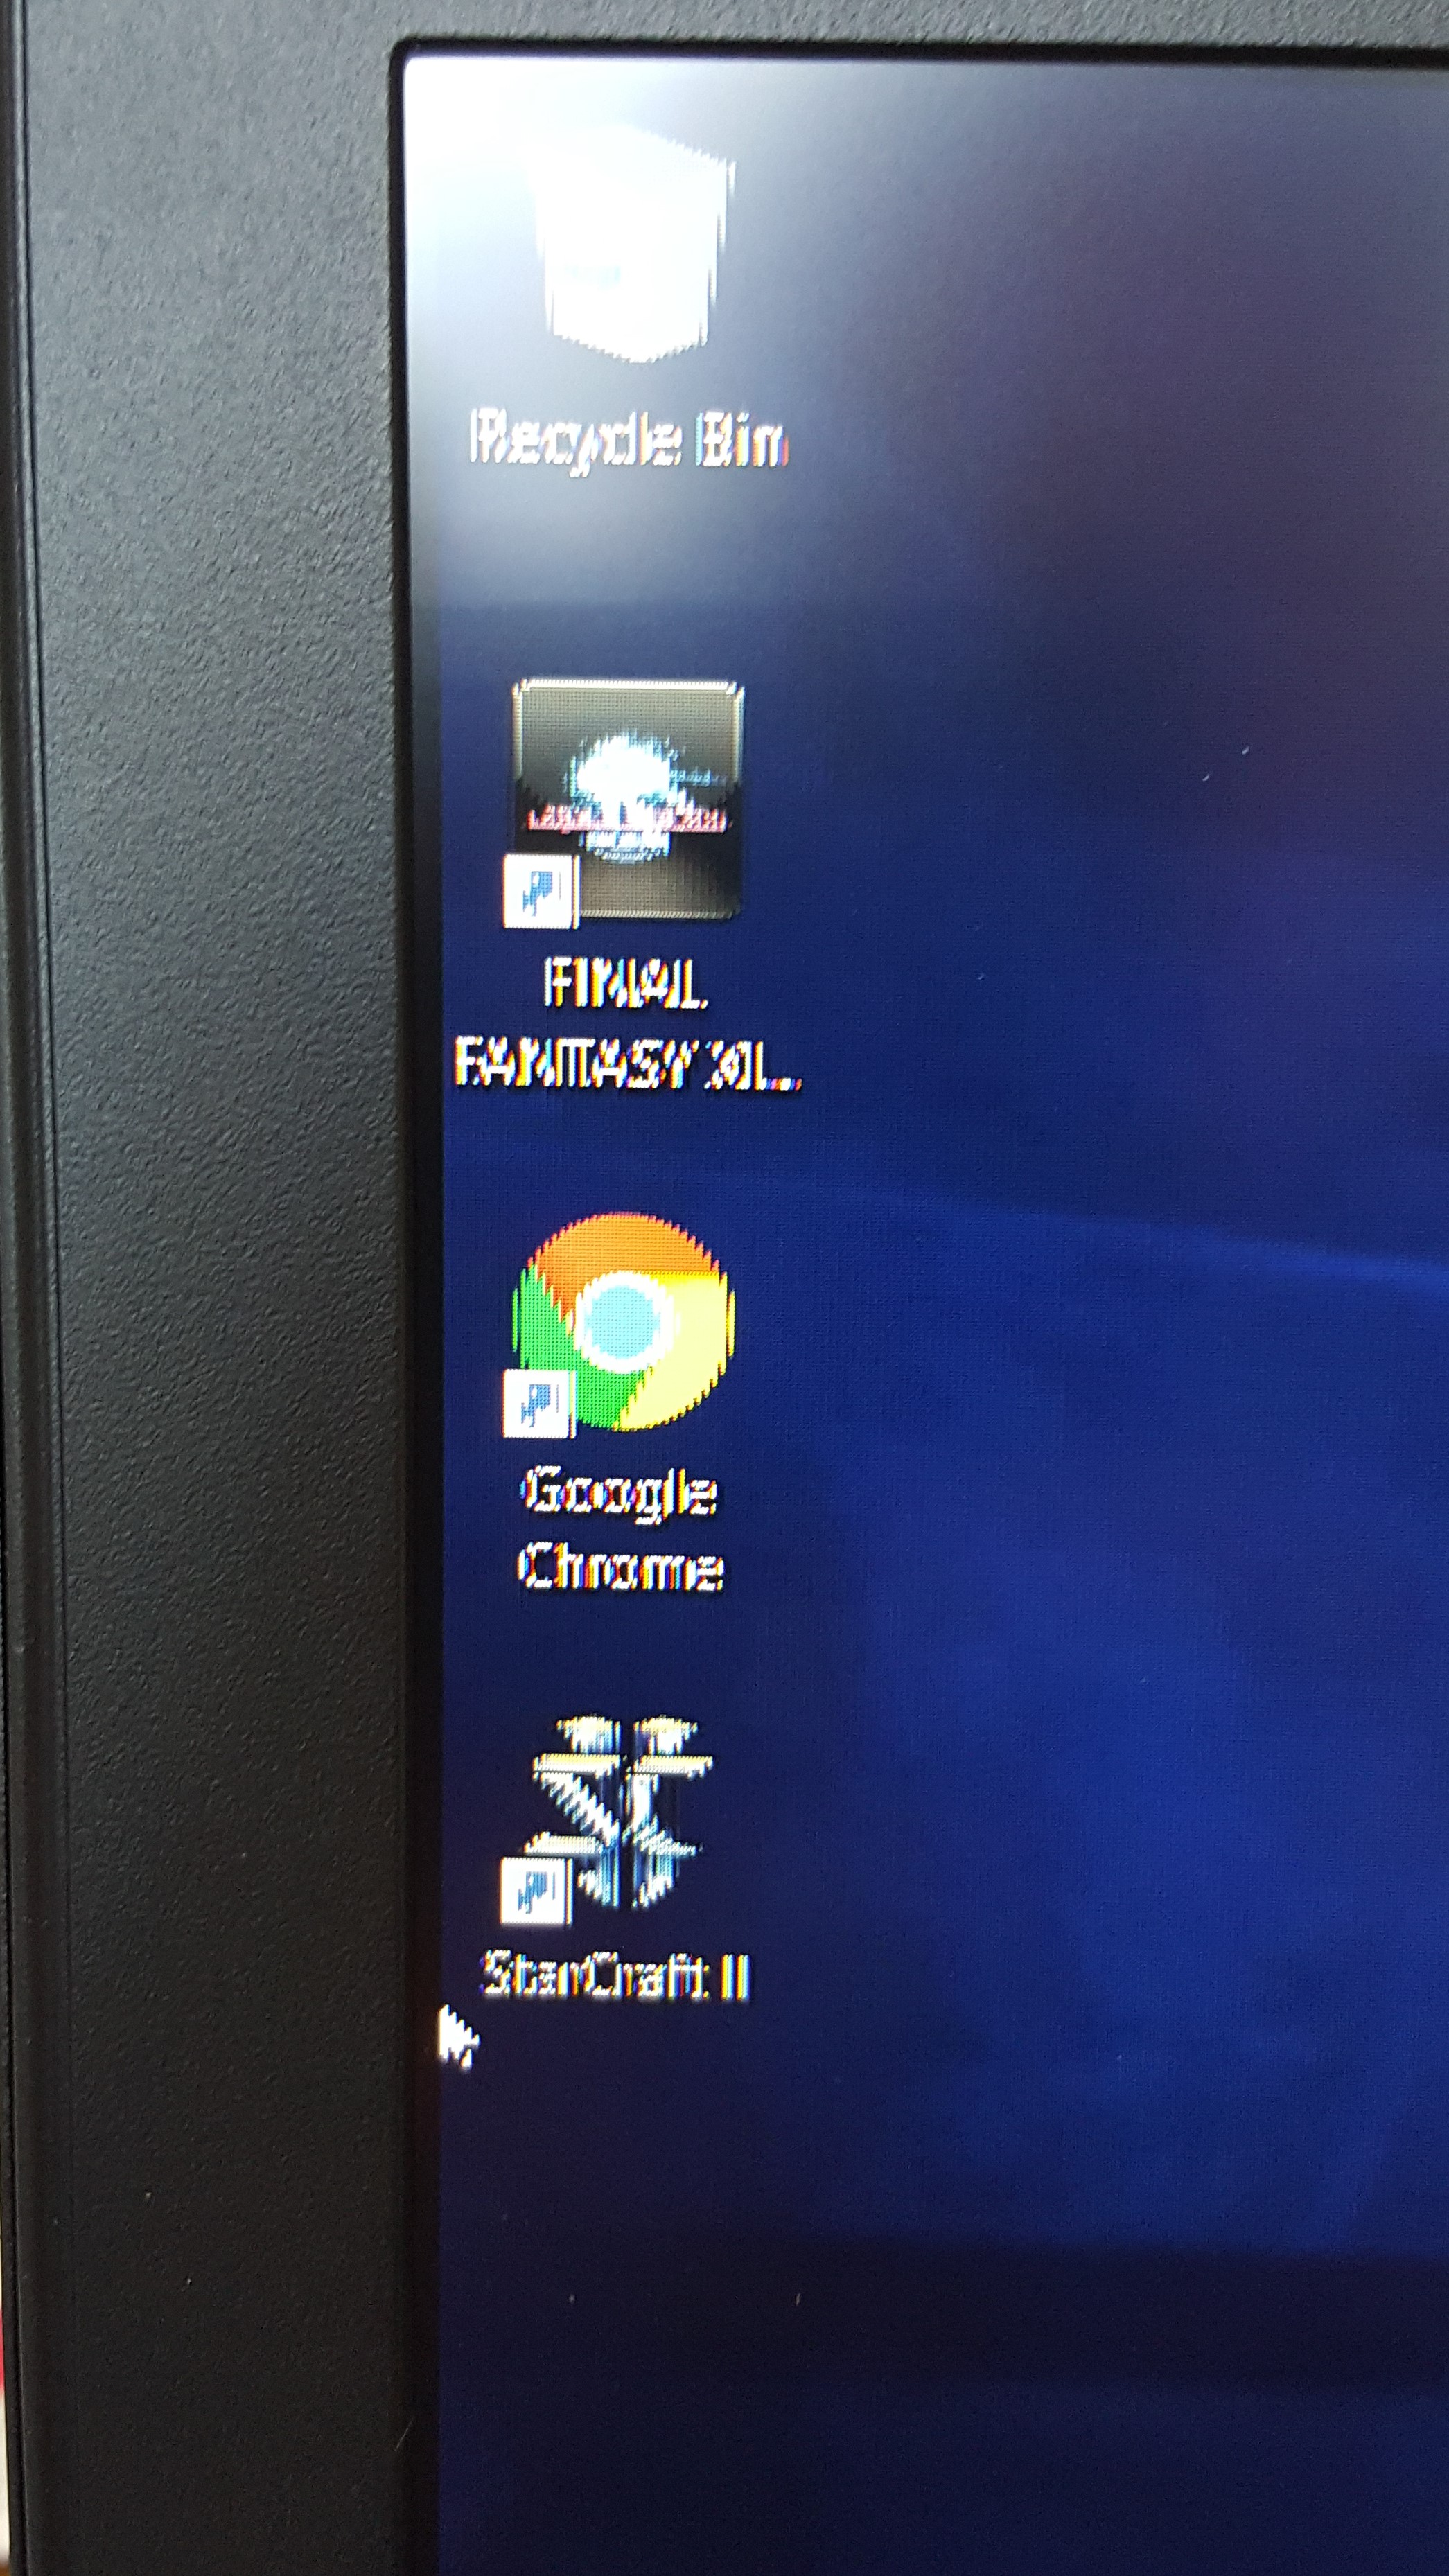 Recycle Bin
FINAL
FANTASY XI...
Google
Chrome
StarCraft II